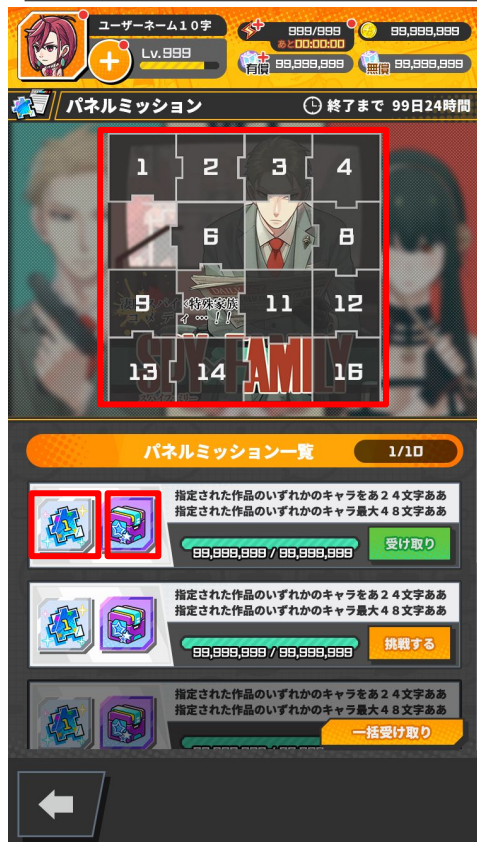 ユーザーネーム10字
Lv.999
999/999
あと00:00:00
99,999,999
有償 99,999,999
無償 99,999,999
パネルミッション
終了まで 99日24時間
1 2 3 4
6 8
9 11 12
特殊家族
13 14 16
SPY FAMILY
パネルミッション一覧 1/10
指定された作品のいずれかのキャラをあ24文字ああ
指定された作品のいずれかのキャラ最大48文字ああ
99,999,999 / 99,999,999
受け取り
指定された作品のいずれかのキャラをあ24文字ああ
指定された作品のいずれかのキャラ最大48文字ああ
99,999,999 / 99,999,999
挑戦する
指定された作品のいずれかのキャラをあ24文字ああ
指定された作品のいずれかのキャラ最大48文字ああ
一括受け取り